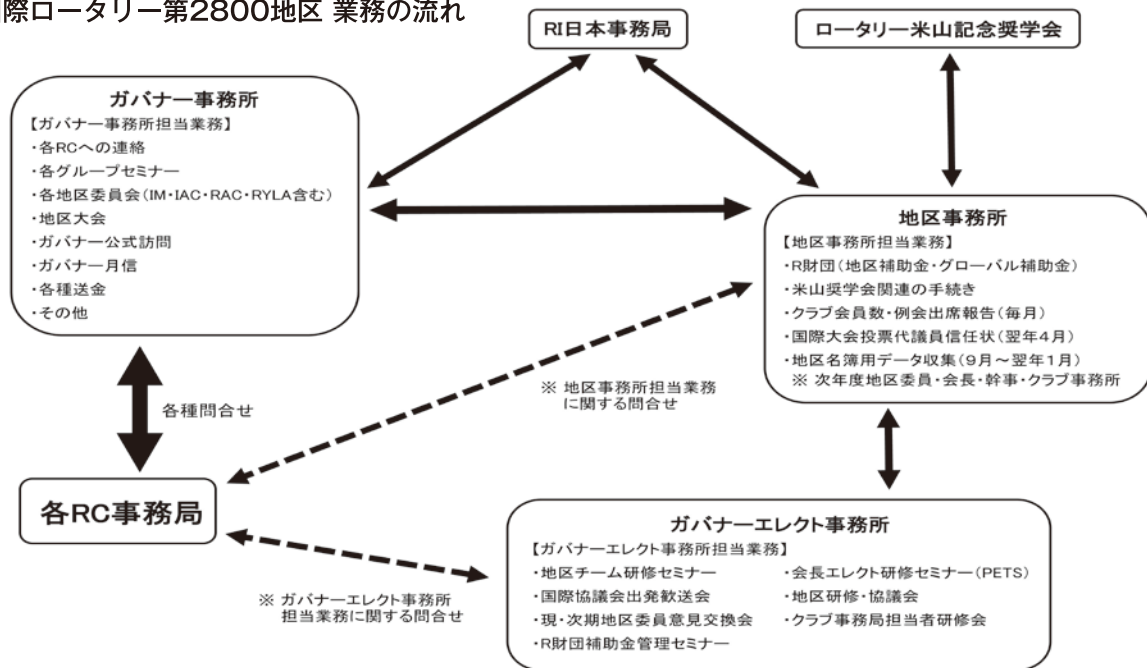 際ロータリー第2800地区 業務の流れ
RI日本事務局
ロータリー米山記念奨学会
ガバナー事務所
【ガバナー事務所担当業務】
・各RCへの連絡
・各グループセミナー
・各地区委員会(IM・IAC・RAC・RYLA含む)
・地区大会
・ガバナー公式訪問
・ガバナー月信
・各種送金
・その他
地区事務所
【地区事務所担当業務】
・R財団(地区補助金・グローバル補助金)
・米山奨学会関連の手続き
・クラブ会員数・例会出席報告(毎月)
・国際大会投票代議員信任状(翌年4月)
・地区名簿用データ収集(9月～翌年1月)
※ 次年度地区委員・会長・幹事・クラブ事務所
各種問合せ
※ 地区事務所担当業務
に関する問合せ
各RC事務局
※ ガバナーエレクト事務所
担当業務に関する問合せ
ガバナーエレクト事務所
【ガバナーエレクト事務所担当業務】
・地区チーム研修セミナー
・国際協議会出発歓送会
・現・次期地区委員意見交換会
・R財団補助金管理セミナー
・会長エレクト研修セミナー(PETS)
・地区研修・協議会
・クラブ事務局担当者研修会